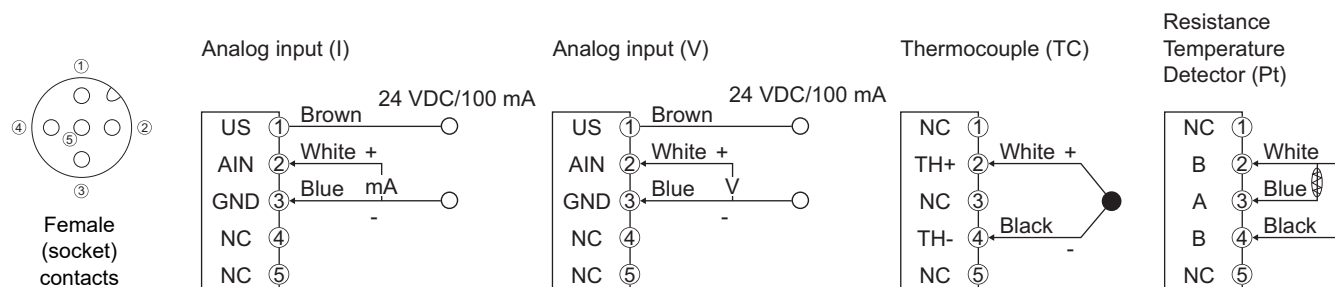 ①
④
⑤
②
③
Female
(socket)
contacts
Analog input (I)
24 VDC/100 mA
US ① Brown
AIN ② White +
GND ③ Blue mA
-
NC ④
NC ⑤
Analog input (V)
24 VDC/100 mA
US ① Brown
AIN ② White +
GND ③ Blue V
-
NC ④
NC ⑤
Thermocouple (TC)
NC ①
TH+ ② White +
NC ③
TH- ④ Black
-
NC ⑤
Resistance
Temperature
Detector (Pt)
NC ①
B ② White
A ③ Blue
B ④ Black
NC ⑤